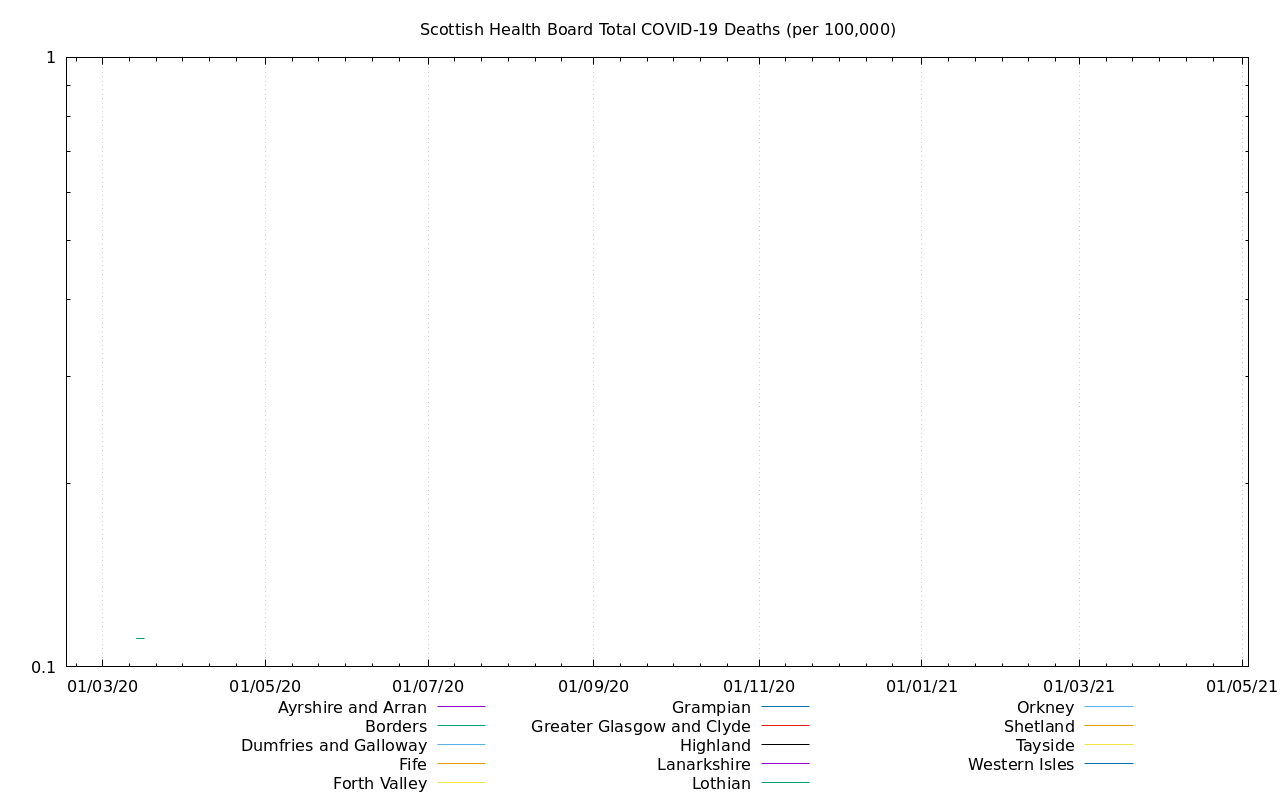 Scottish Health Board Total COVID-19 Deaths (per 100,000)
1
0.1
01/03/20 01/05/20 01/07/20 01/09/20 01/11/20 01/01/21 01/03/21 01/05/21
Ayrshire and Arran Grampian Orkney
Borders Greater Glasgow and Clyde Shetland
Dumfries and Galloway Highland Tayside
Fife Lanarkshire Western Isles
Forth Valley Lothian